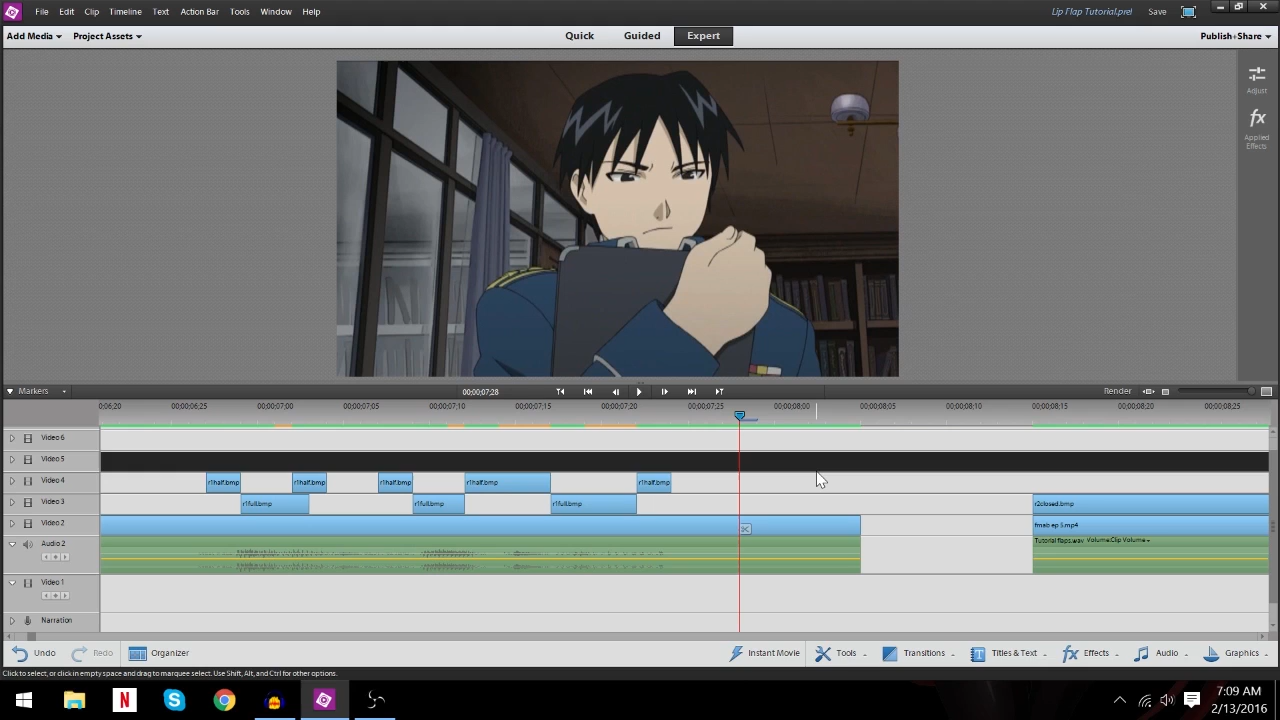 File Edit Clip Timeline Text Action Bar Tools Window Help Lip Flap Tutorial.prel Save
Add Media Project Assets Quick Guided Expert Publish+Share
Adjust
fx
Applied
Effects
Markers 00;00;07;28 Render
0;06;20 00;00;06;25 00;00;07;00 00;00;07;05 00;00;07;10 00;00;07;15 00;00;07;20 00;00;07;25 00;00;08;00 00;00;08;05 00;00;08;10 00;00;08;15 00;00;08;20 00;00;08;25
Video 6
Video 5
Video 4 r1half.bmp r1half.bmp r1half.bmp r1half.bmp r1half.bmp
Video 3 r1full.bmp r1full.bmp r1full.bmp r2closed.bmp
Video 2 fmab ep 5.mp4
Audio 2 Tutorial flaps.wav Volume:Clip Volume
Video 1
Narration
Undo Redo Organizer Instant Movie Tools Transitions Titles & Text fx Effects Audio Graphics
Click to select, or click in empty space and drag to marquee select. Use Shift, Alt, and Ctrl for other options.
N S 7:09 AM
2/13/2016